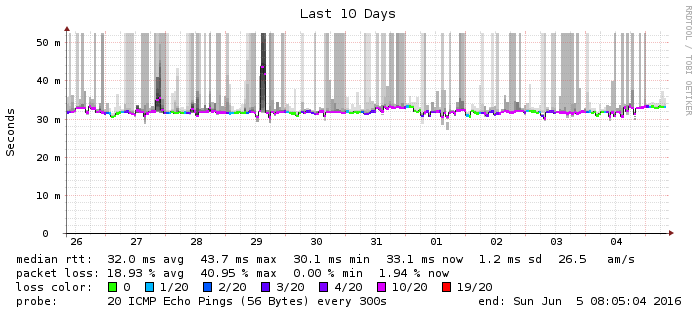 Last 10 Days
RRDTOOL / TOBI OETIKER
Seconds
50 m
40 m
30 m
20 m
10 m
0
26 27 28 29 30 31 01 02 03 04
median rtt: 32.0 ms avg 43.7 ms max 30.1 ms min 33.1 ms now 1.2 ms sd 26.5 am/s
packet loss: 18.93 % avg 40.95 % max 0.00 % min 1.94 % now
loss color: 0 1/20 2/20 3/20 4/20 10/20 19/20
probe: 20 ICMP Echo Pings (56 Bytes) every 300s end: Sun Jun 5 08:05:04 2016